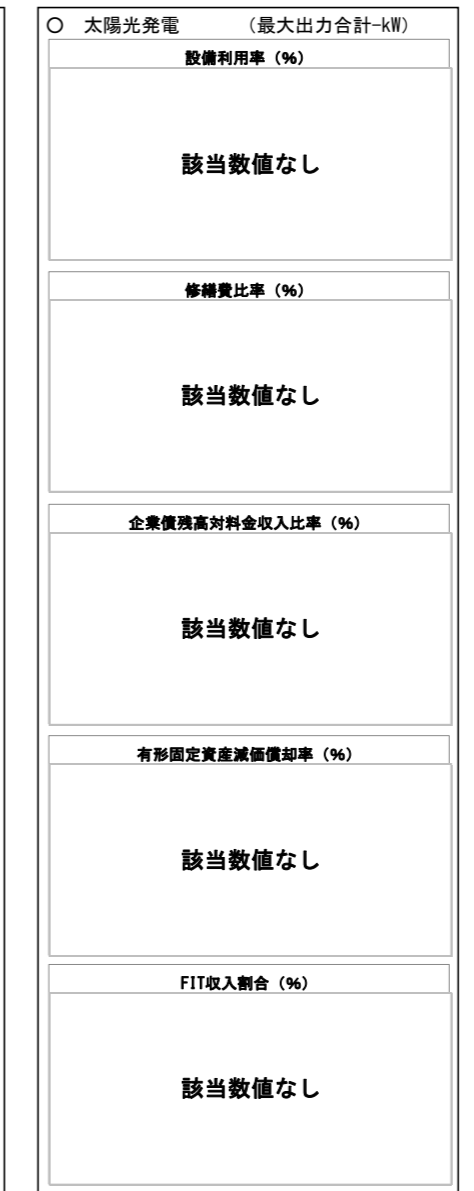 ○ 太陽光発電 （最大出力合計-kW）
設備利用率（%）
該当数値なし
修繕費比率（%）
該当数値なし
企業債残高対料金収入比率（%）
該当数値なし
有形固定資産減価償却率（%）
該当数値なし
FIT収入割合（%）
該当数値なし